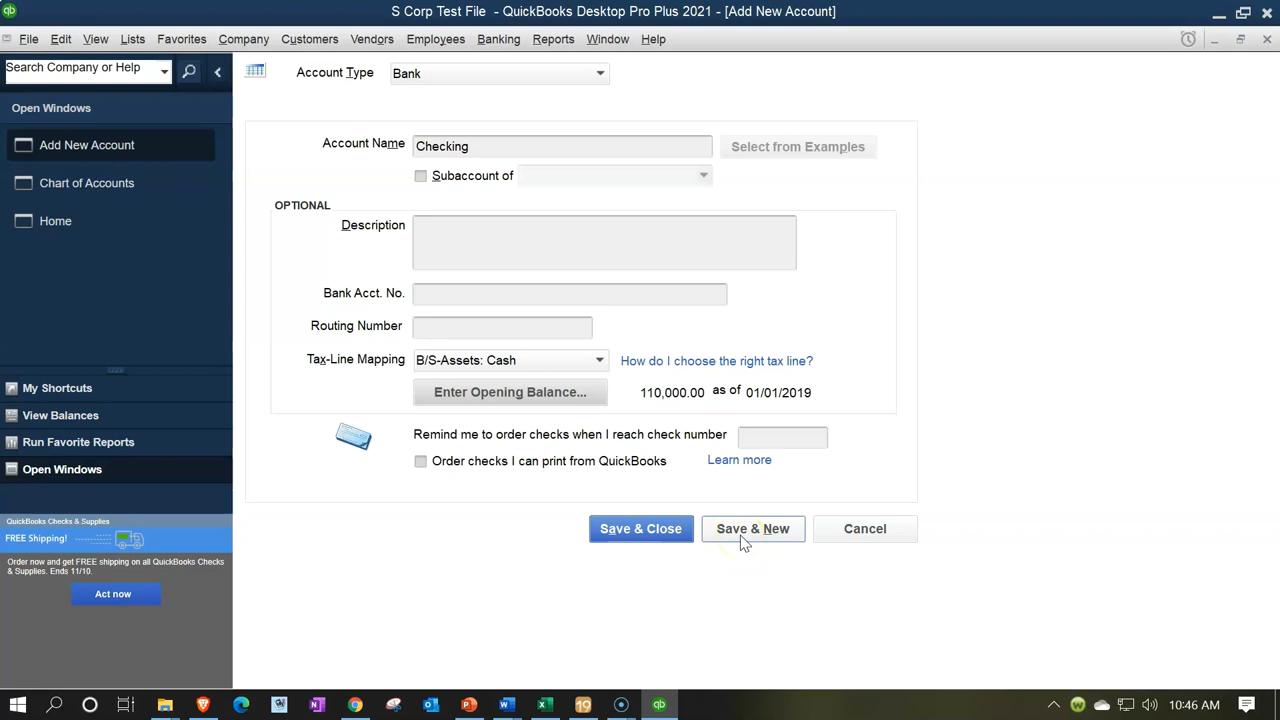 S Corp Test File - QuickBooks Desktop Pro Plus 2021 - [Add New Account]
File Edit View Lists Favorites Company Customers Vendors Employees Banking Reports Window Help
Search Company or Help
Account Type Bank
Open Windows
Add New Account
Chart of Accounts
Home
Account Name Checking Select from Examples
Subaccount of
OPTIONAL
Description
Bank Acct. No.
Routing Number
Tax-Line Mapping B/S-Assets: Cash How do I choose the right tax line?
Enter Opening Balance... 110,000.00 as of 01/01/2019
Remind me to order checks when I reach check number
Order checks I can print from QuickBooks Learn more
Save & Close Save & New Cancel
My Shortcuts
View Balances
Run Favorite Reports
Open Windows
QuickBooks Checks & Supplies
FREE Shipping!
Order now and get FREE shipping on all QuickBooks Checks
& Supplies. Ends 11/10.
Act now
10:46 AM